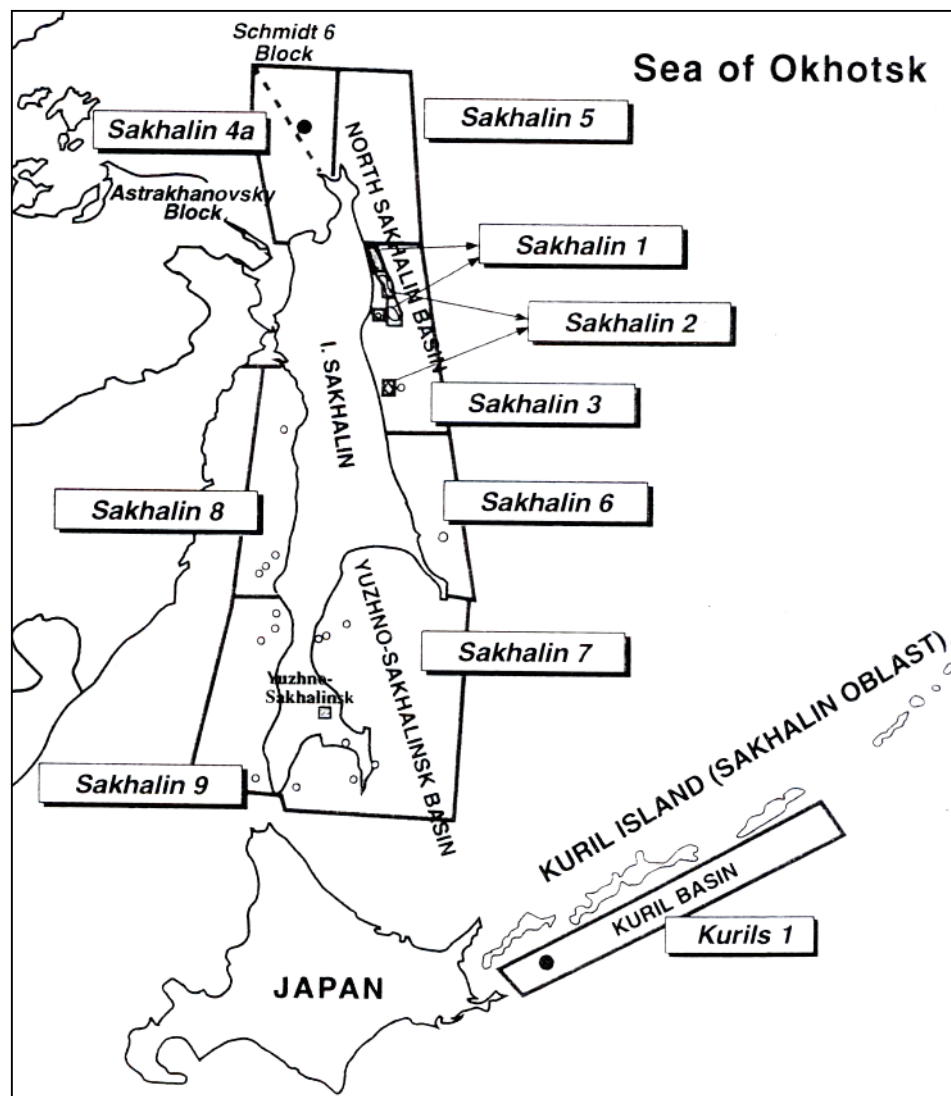 Schmidt 6
Block
Sea of Okhotsk
Sakhalin 4a
Sakhalin 5
NORTH SAKHALIN BASIN
Astrakhanovsky
Block
Sakhalin 1
Sakhalin 2
I. SAKHALIN
Sakhalin 3
Sakhalin 8
Sakhalin 6
YUZHNO-SAKHALINSK BASIN
Sakhalin 7
Yuzhno-
Sakhalinsk
Sakhalin 9
KURIL ISLAND (SAKHALIN OBLAST)
KURIL BASIN
Kurils 1
JAPAN